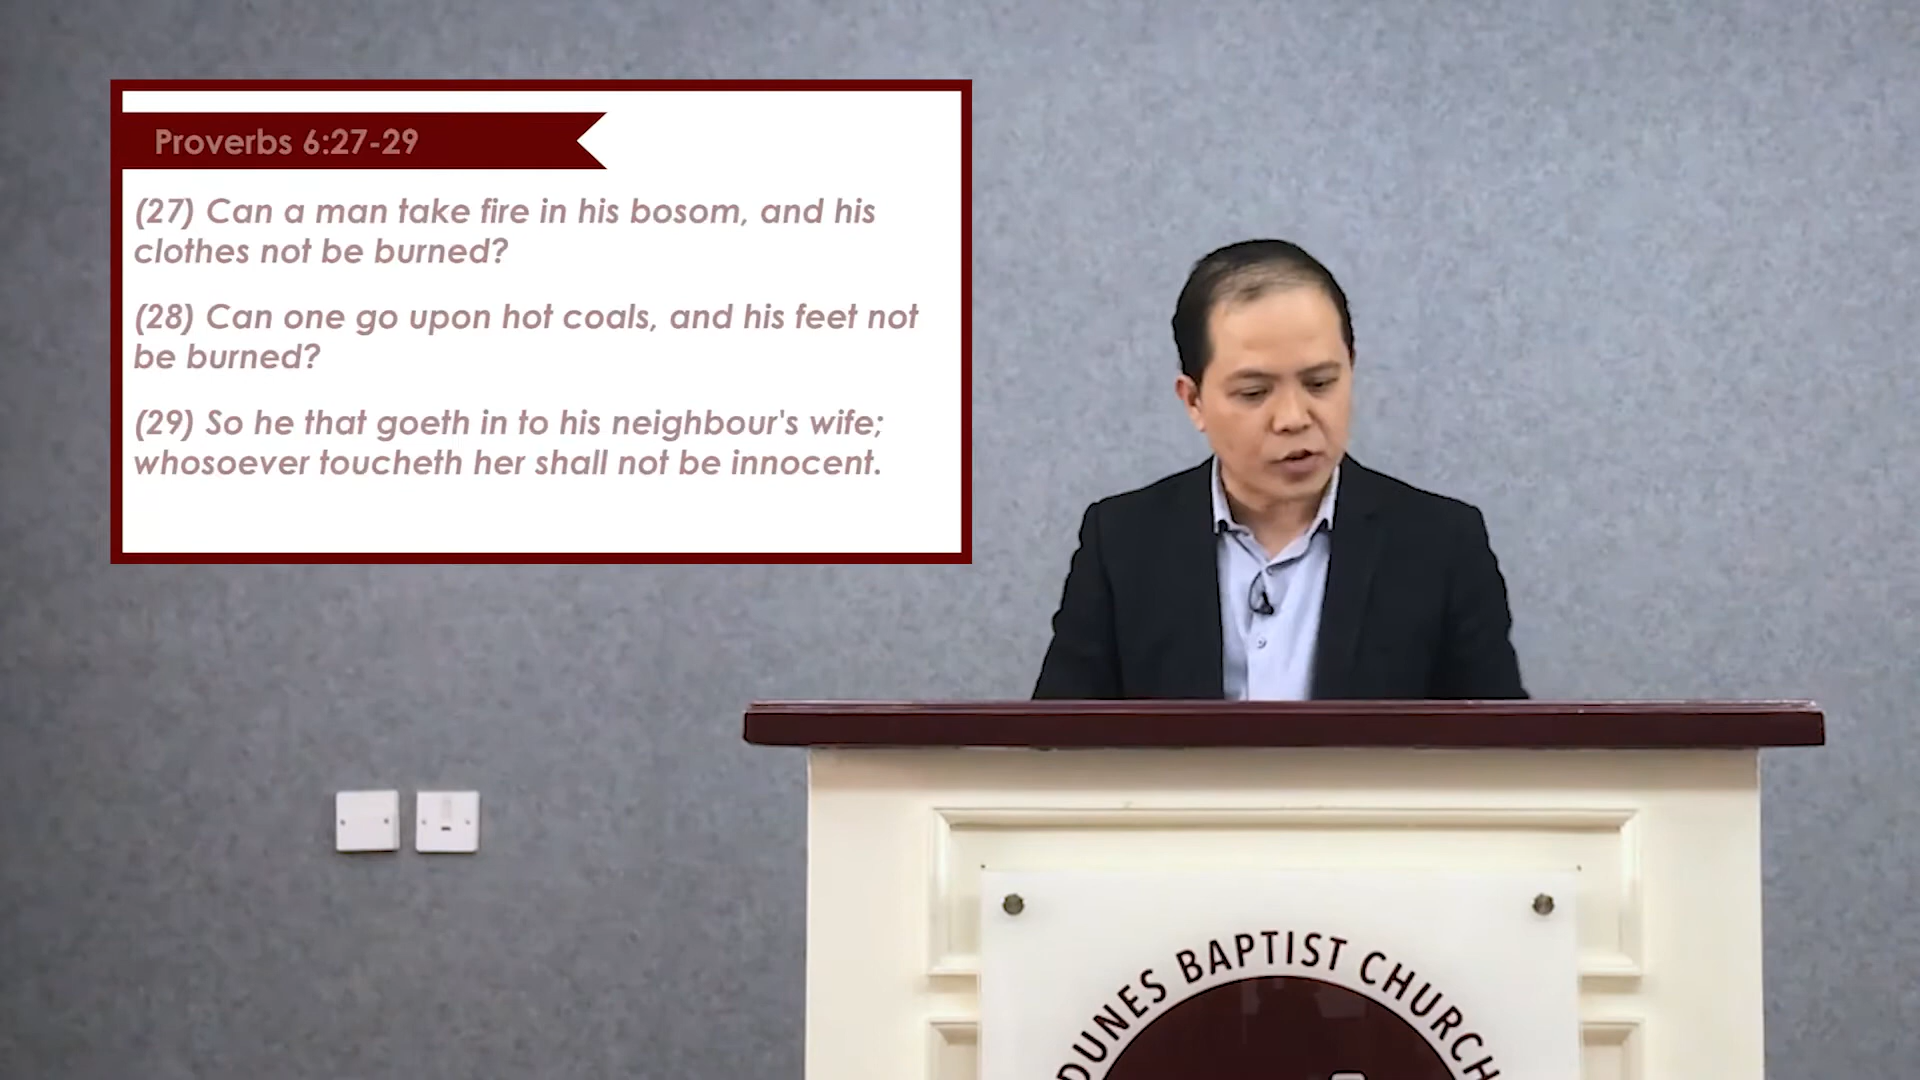 Proverbs 6:27-29
(27) Can a man take fire in his bosom, and his
clothes not be burned?
(28) Can one go upon hot coals, and his feet not
be burned?
(29) So he that goeth in to his neighbour's wife;
whosoever toucheth her shall not be innocent.
DUNES BAPTIST CHURCH